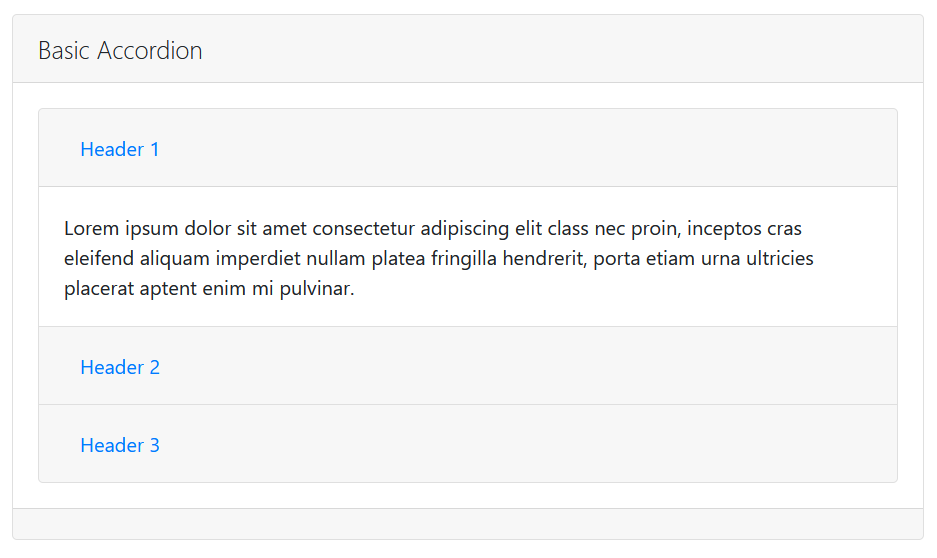 Basic Accordion
Header 1
Lorem ipsum dolor sit amet consectetur adipiscing elit class nec proin, inceptos cras
eleifend aliquam imperdiet nullam platea fringilla hendrerit, porta etiam urna ultricies
placerat aptent enim mi pulvinar.
Header 2
Header 3